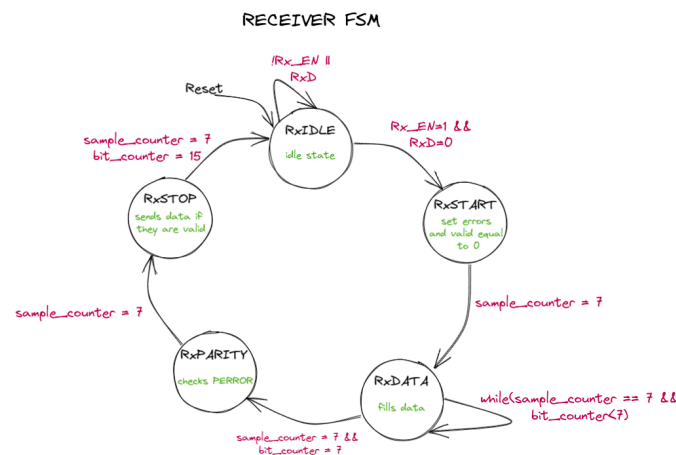 RECEIVER FSM
!Rx_EN ||
RxD
Reset
RxIDLE
idle state
Rx_EN=1 &&
RxD=0
sample_counter = 7
bit_counter = 15
RxSTOP
sends data if
they are valid
RxSTART
set errors
and valid equal
to 0
sample_counter = 7
sample_counter = 7
RxPARITY
checks PERROR
RxDATA
fills data
while(sample_counter == 7 &&
bit_counter<7)
sample_counter = 7 &&
bit_counter = 7